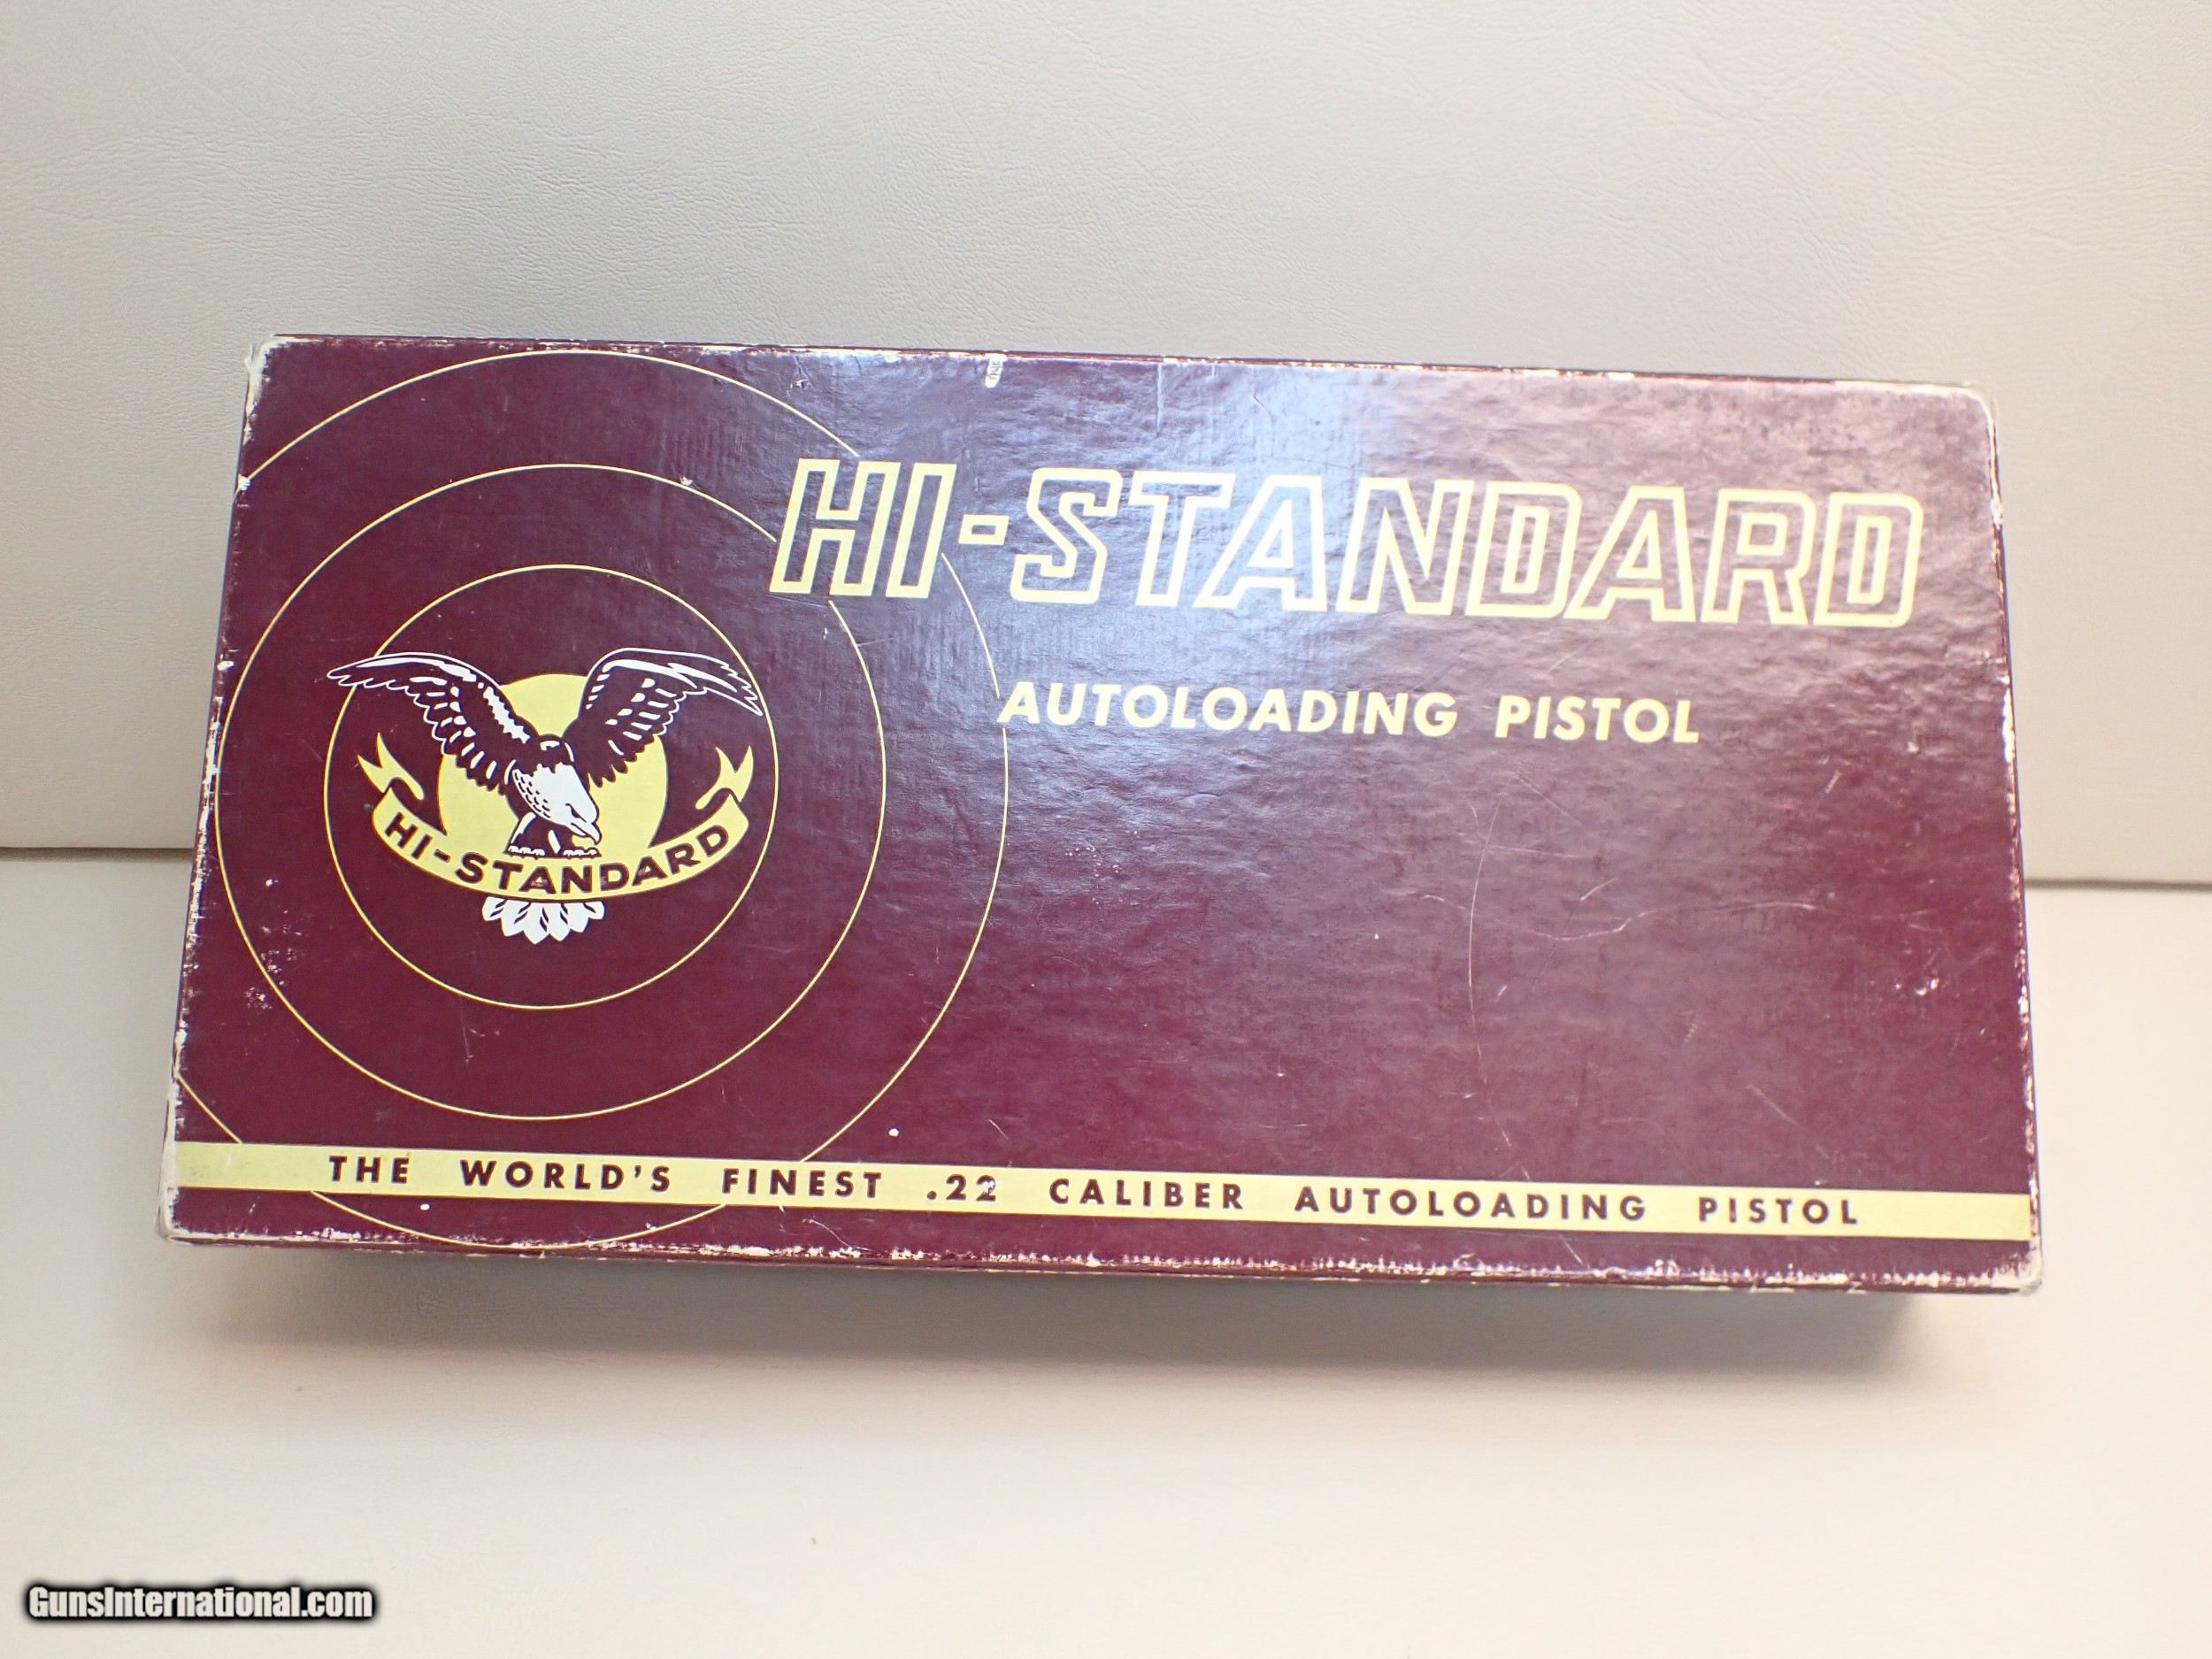 HI-STANDARD
AUTOLOADING PISTOL
HI-STANDARD
THE WORLD'S FINEST .22 CALIBER AUTOLOADING PISTOL
GunsInternational.com